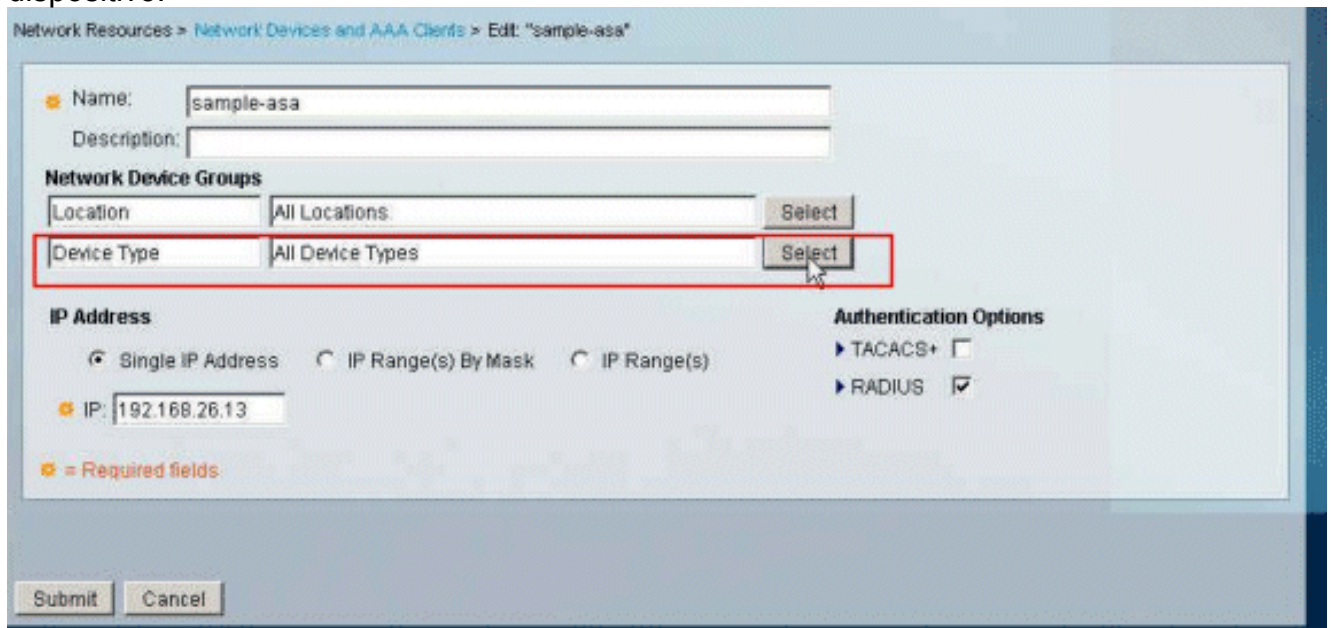 dispositivo.
Network Resources > Network Devices and AAA Clients > Edit: "sample-asa"
Name: sample-asa
Description:
Network Device Groups
Location All Locations Select
Device Type All Device Types Select
IP Address Authentication Options
Single IP Address IP Range(s) By Mask IP Range(s) TACACS+
RADIUS
IP: 192.168.26.13
= Required fields
Submit Cancel